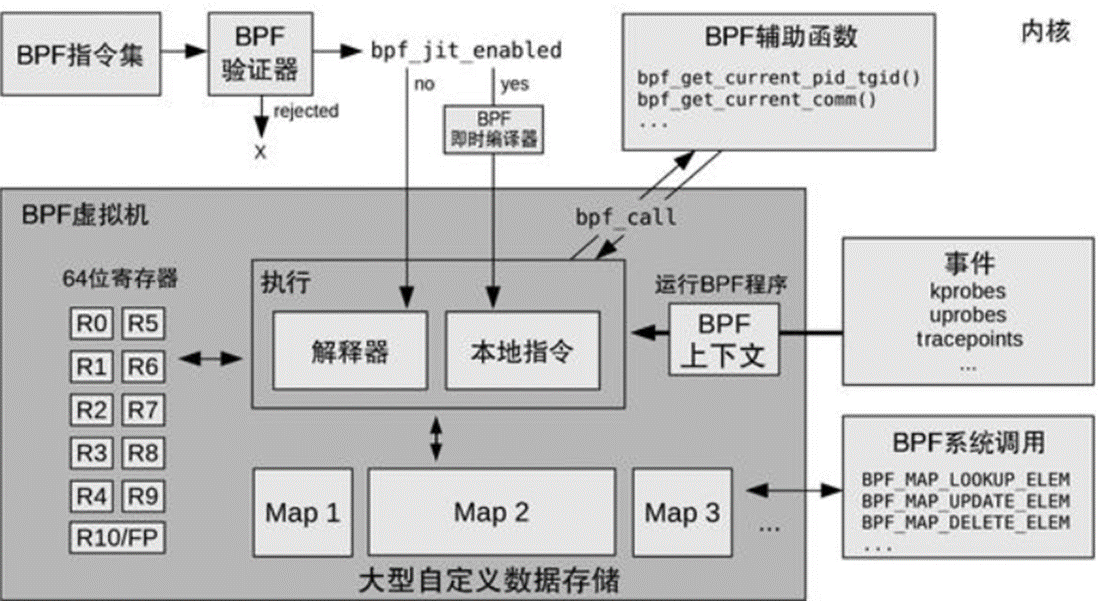 BPF指令集
BPF
验证器
bpf_jit_enabled
rejected
X
no
yes
BPF
即时编译器
BPF辅助函数
bpf_get_current_pid_tgid()
bpf_get_current_comm()
...
内核
BPF虚拟机
bpf_call
64位寄存器
R0 R5
R1 R6
R2 R7
R3 R8
R4 R9
R10/FP
执行
解释器
本地指令
运行BPF程序
BPF
上下文
事件
kprobes
uprobes
tracepoints
...
Map 1
Map 2
Map 3
...
大型自定义数据存储
BPF系统调用
BPF_MAP_LOOKUP_ELEM
BPF_MAP_UPDATE_ELEM
BPF_MAP_DELETE_ELEM
...